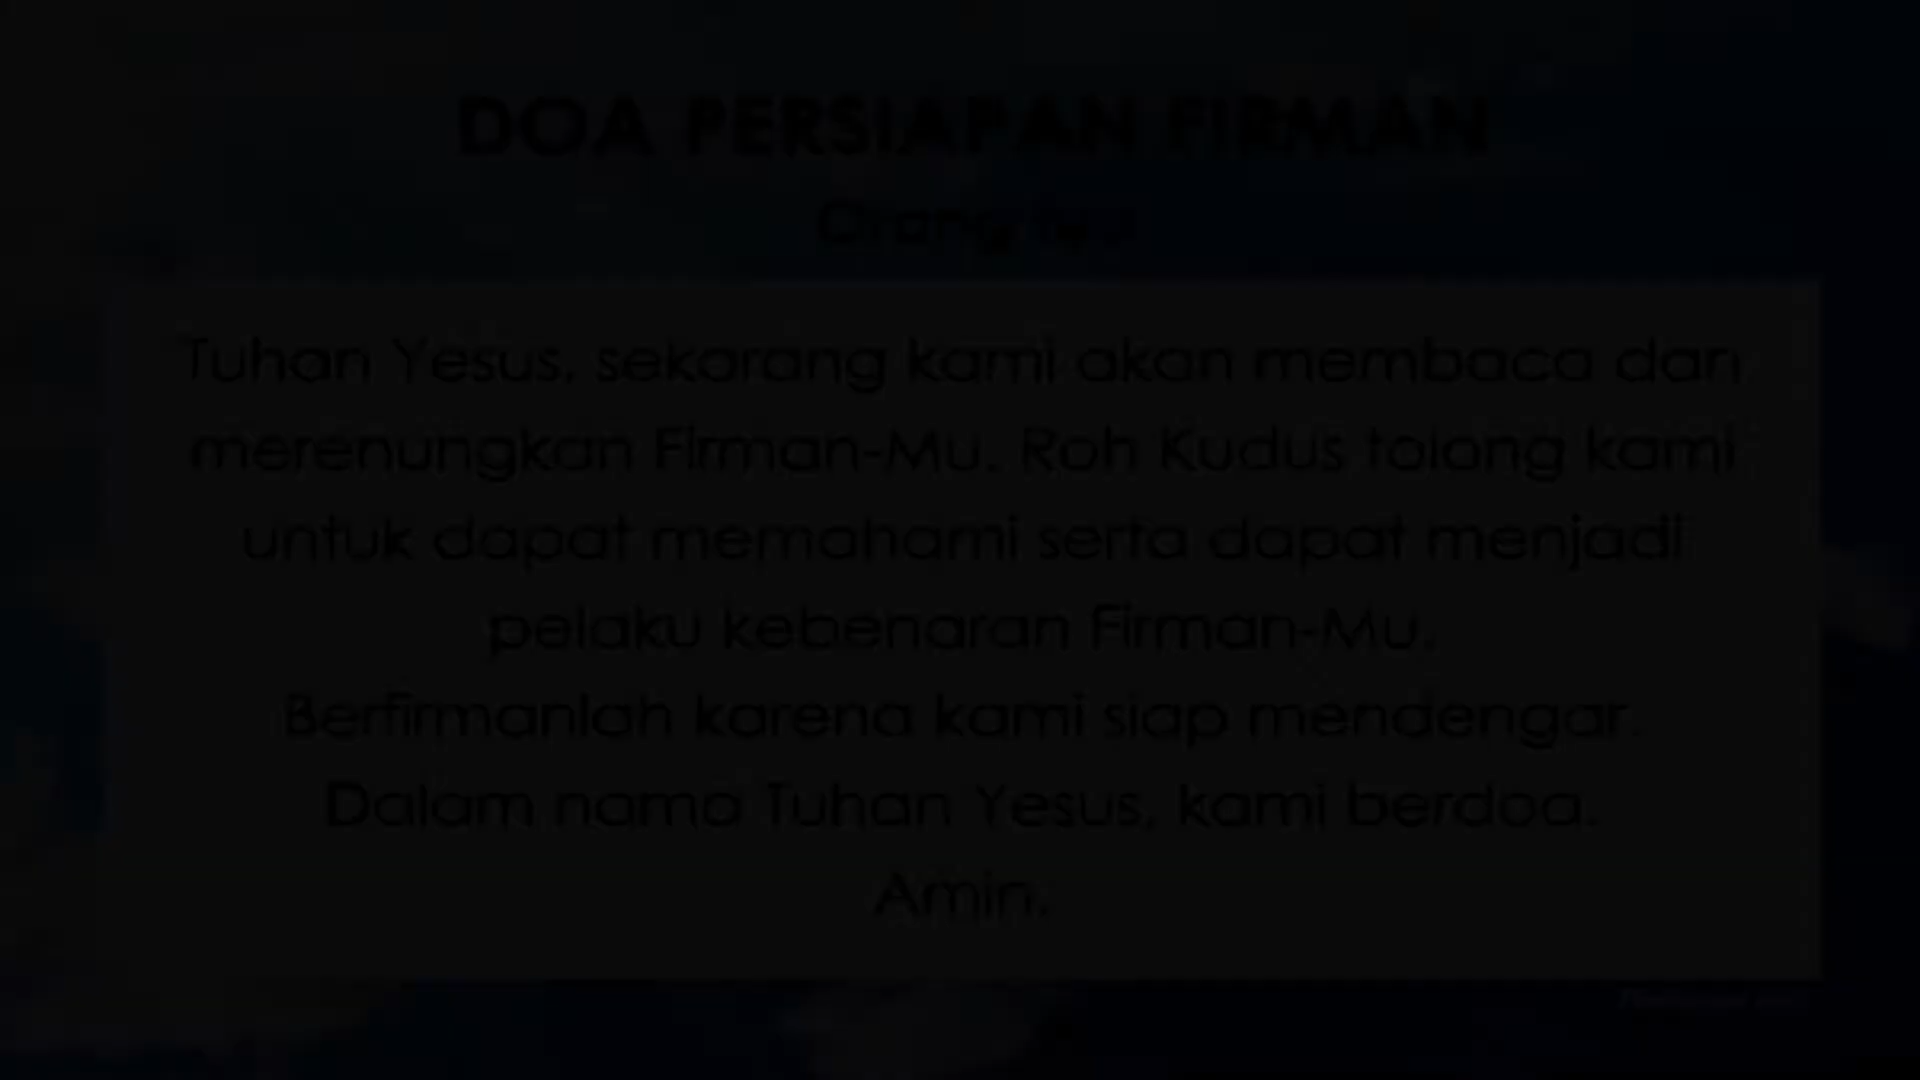 DOA PERSIAPAN FIRMAN
Orang
Tuhan Yesus, sekarang kami akan membaca dan
merenungkan Firman-Mu. Roh Kudus tolong kami
untuk dapat memahami serta dapat menjadi
pelaku kebenaran Firman-Mu.
Berfirmanlah karena kami siap mendengar.
Dalam nama Tuhan Yesus, kami berdoa.
Amin.